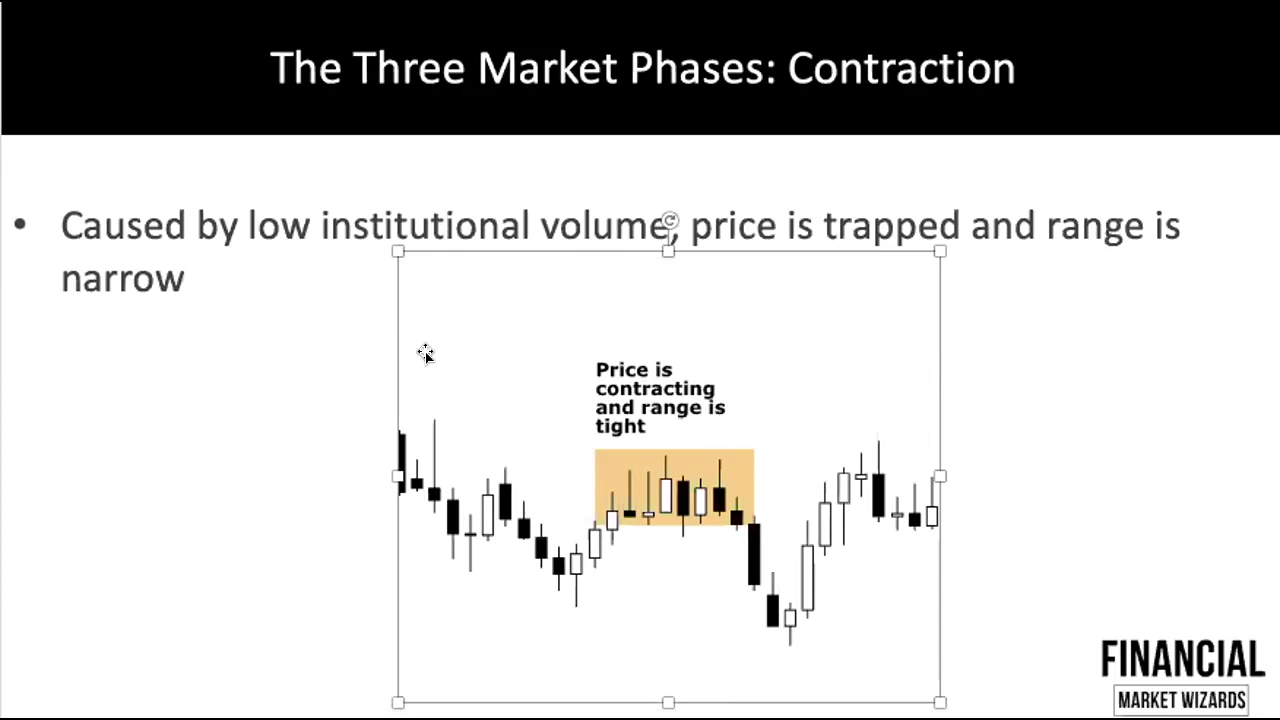 The Three Market Phases: Contraction
• Caused by low institutional volume, price is trapped and range is
narrow
Price is
contracting
and range is
tight
FINANCIAL
MARKET WIZARDS